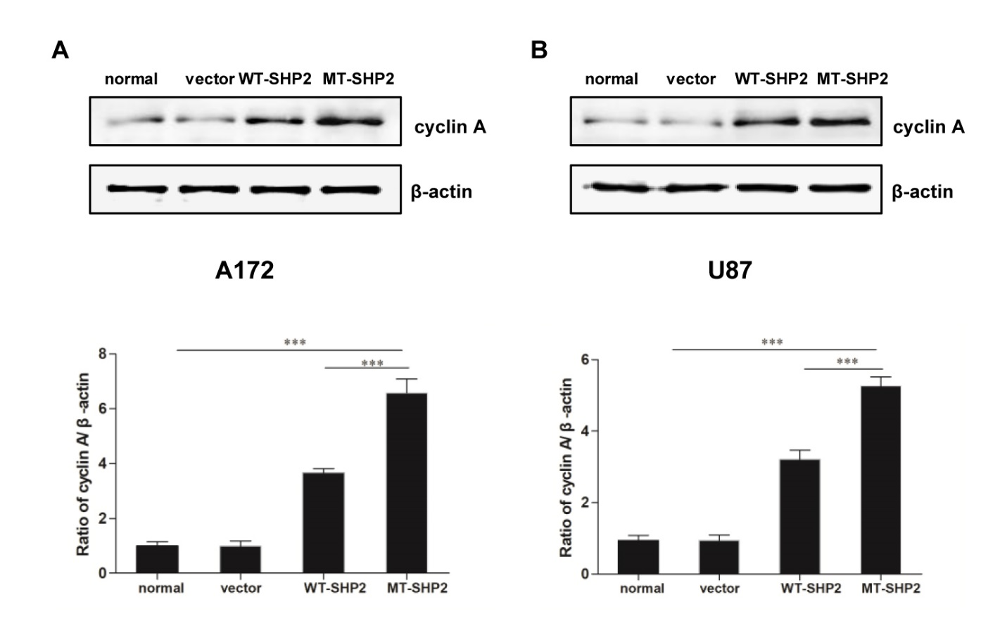 A
normal vector WT-SHP2 MT-SHP2
cyclin A
β-actin
A172
***
***
8
6
4
2
0
Ratio of cyclin A/ β -actin
normal vector WT-SHP2 MT-SHP2
B
normal vector WT-SHP2 MT-SHP2
cyclin A
β-actin
U87
***
***
6
4
2
0
Ratio of cyclin A/ β -actin
normal vector WT-SHP2 MT-SHP2